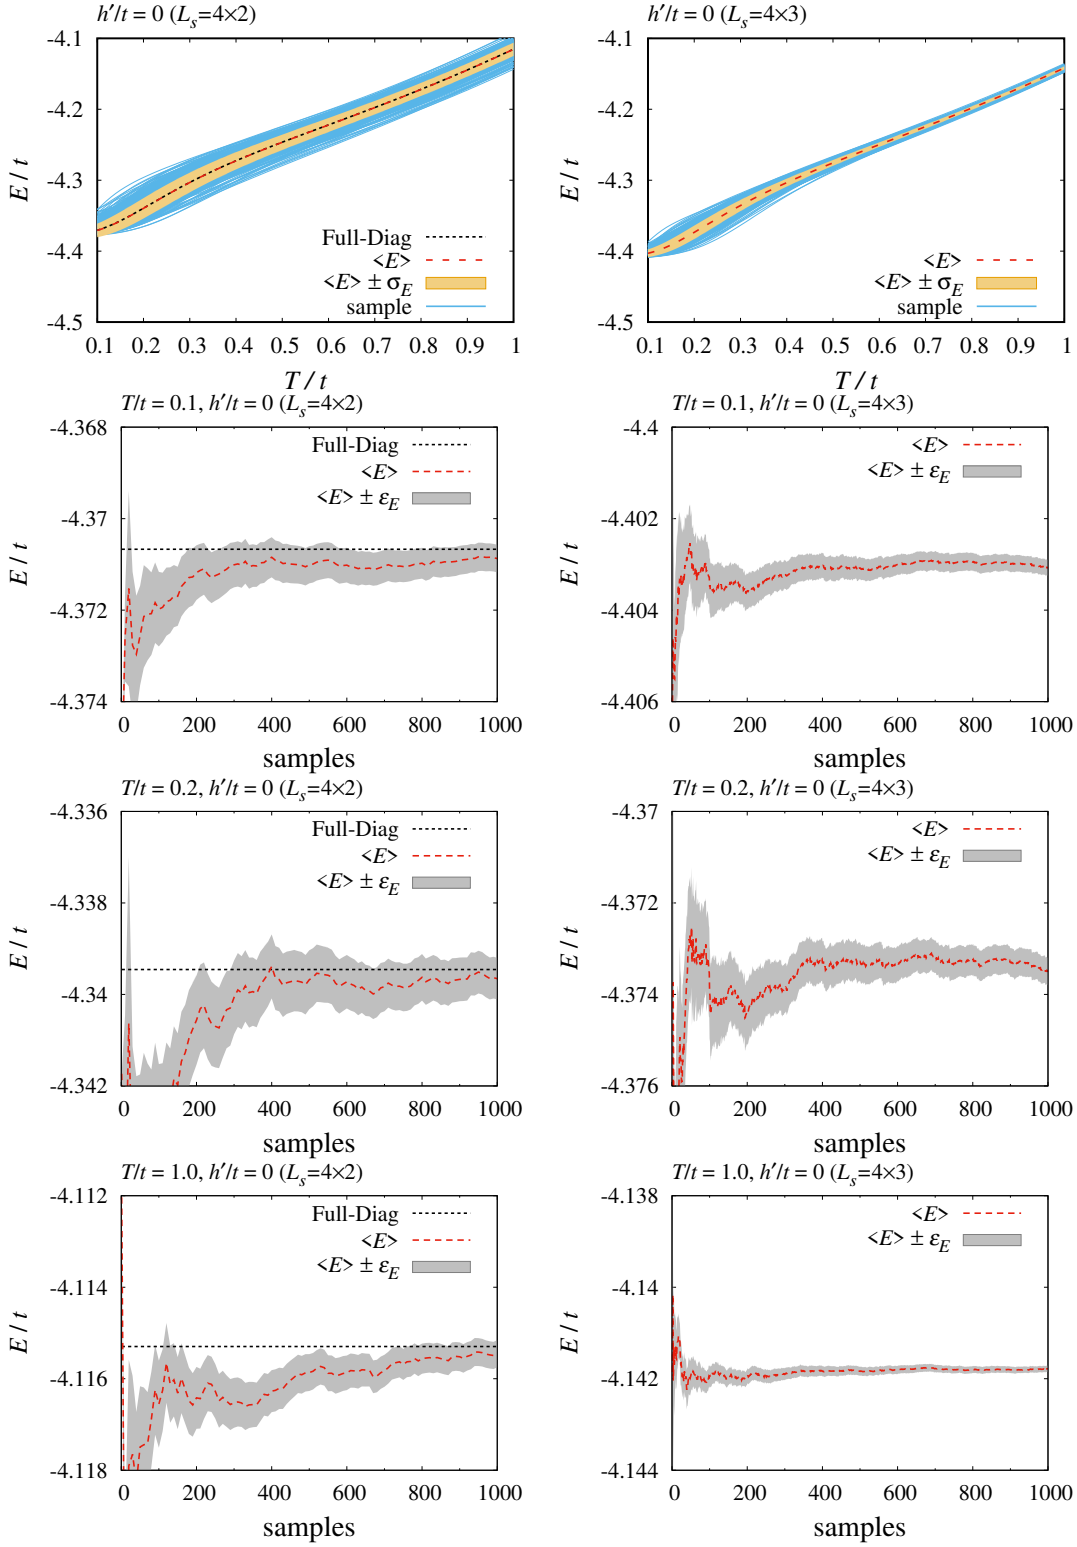 h′/t = 0 (Ls=4×2)
-4.1
-4.2
-4.3
-4.4
-4.5
E / t
Full-Diag
<E>
<E> ± σE
sample
0.1 0.2 0.3 0.4 0.5 0.6 0.7 0.8 0.9 1
T / t
h′/t = 0 (Ls=4×3)
-4.1
-4.2
-4.3
-4.4
-4.5
E / t
<E>
<E> ± σE
sample
0.1 0.2 0.3 0.4 0.5 0.6 0.7 0.8 0.9 1
T / t
T/t = 0.1, h′/t = 0 (Ls=4×2)
-4.368
-4.37
-4.372
-4.374
E / t
Full-Diag
<E>
<E> ± εE
0 200 400 600 800 1000
samples
T/t = 0.1, h′/t = 0 (Ls=4×3)
-4.4
-4.402
-4.404
-4.406
E / t
<E>
<E> ± εE
0 200 400 600 800 1000
samples
T/t = 0.2, h′/t = 0 (Ls=4×2)
-4.336
-4.338
-4.34
-4.342
E / t
Full-Diag
<E>
<E> ± εE
0 200 400 600 800 1000
samples
T/t = 0.2, h′/t = 0 (Ls=4×3)
-4.37
-4.372
-4.374
-4.376
E / t
<E>
<E> ± εE
0 200 400 600 800 1000
samples
T/t = 1.0, h′/t = 0 (Ls=4×2)
-4.112
-4.114
-4.116
-4.118
E / t
Full-Diag
<E>
<E> ± εE
0 200 400 600 800 1000
samples
T/t = 1.0, h′/t = 0 (Ls=4×3)
-4.138
-4.14
-4.142
-4.144
E / t
<E>
<E> ± εE
0 200 400 600 800 1000
samples